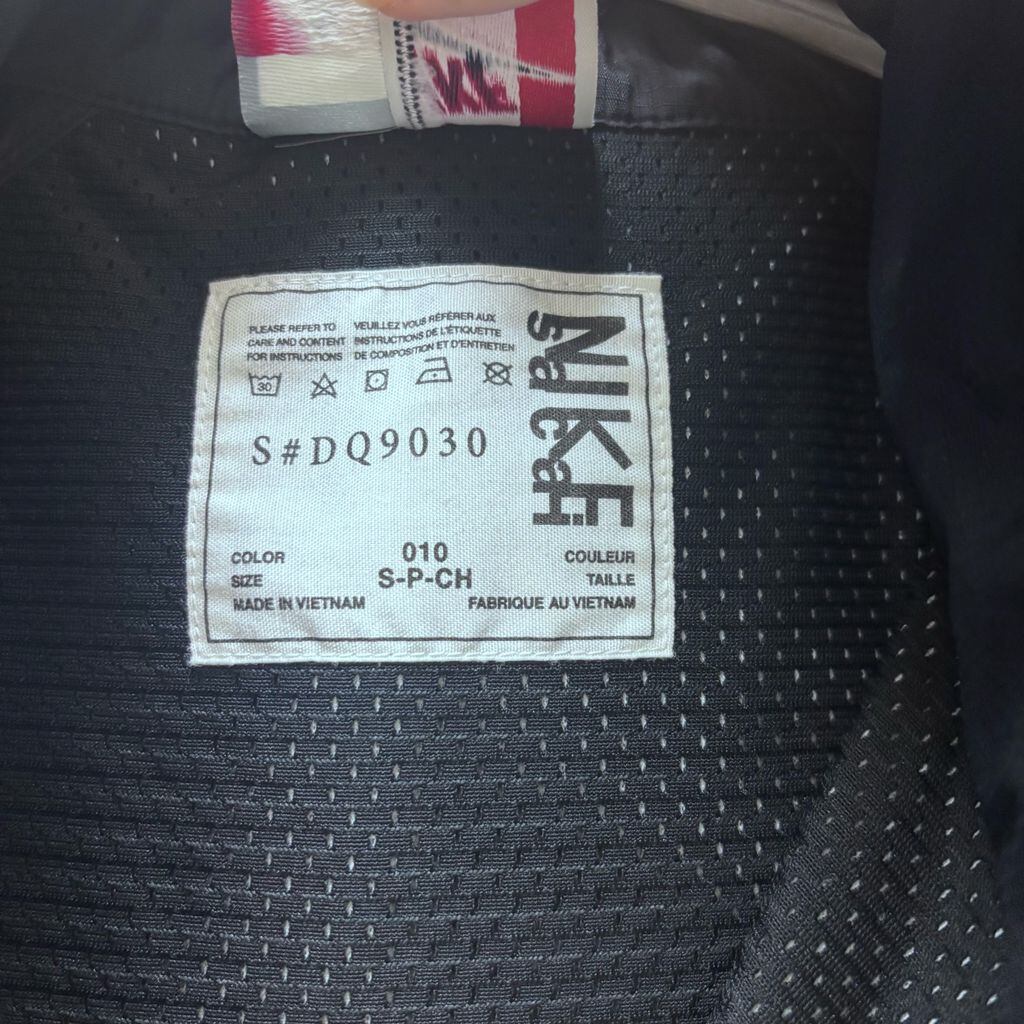 PLEASE REFER TO
CARE AND CONTENT
FOR INSTRUCTIONS
VEUILLEZ VOUS RÉFÉRER AUX
INSTRUCTIONS DE L'ÉTIQUETTE
DE COMPOSITION ET D'ENTRETIEN
30
S#DQ9030
NIKE
sacai
COLOR 010 COULEUR
SIZE S-P-CH TAILLE
MADE IN VIETNAM FABRIQUE AU VIETNAM